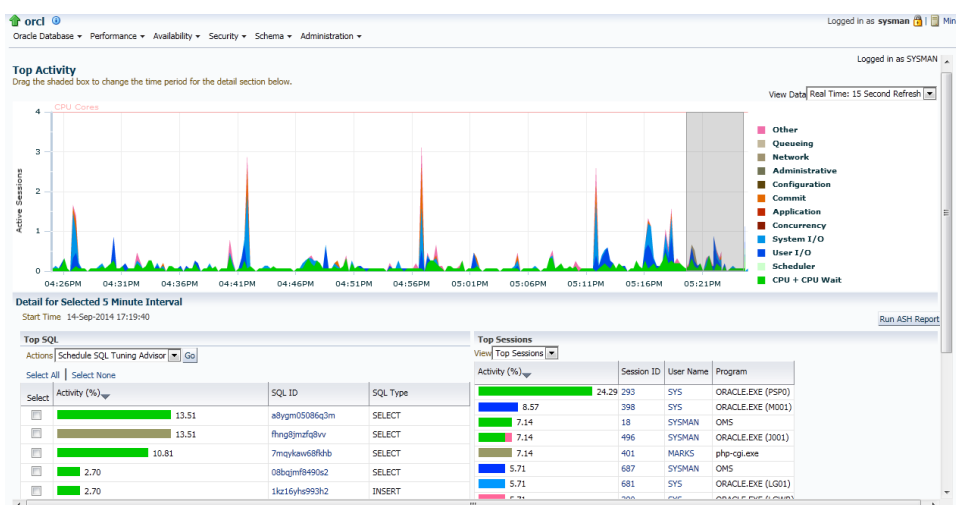 orcl
Logged in as sysman
Min
Oracle Database Performance Availability Security Schema Administration
Logged in as SYSMAN
Top Activity
Drag the shaded box to change the time period for the detail section below.
View Data Real Time: 15 Second Refresh
CPU Cores
4
3
2
1
0
Active Sessions
04:26PM 04:31PM 04:36PM 04:41PM 04:46PM 04:51PM 04:56PM 05:01PM 05:06PM 05:11PM 05:16PM 05:21PM
Other
Queueing
Network
Administrative
Configuration
Commit
Application
Concurrency
System I/O
User I/O
Scheduler
CPU + CPU Wait
Detail for Selected 5 Minute Interval
Start Time 14-Sep-2014 17:19:40
Run ASH Report
Top SQL
Actions Schedule SQL Tuning Advisor Go
Select All | Select None
Select Activity (%) SQL ID SQL Type
13.51 a8ygm05086q3m SELECT
13.51 fhng8jmzfq8vv SELECT
10.81 7mqykaw68fkhb SELECT
2.70 08bqjmf8490s2 SELECT
2.70 1kz16yhs993h2 INSERT
Top Sessions
View Top Sessions
Activity (%) Session ID User Name Program
24.29 293 SYS ORACLE.EXE (PSP0)
8.57 398 SYS ORACLE.EXE (M001)
7.14 18 SYSMAN OMS
7.14 496 SYSMAN ORACLE.EXE (J001)
7.14 401 MARKS php-cgi.exe
5.71 687 SYSMAN OMS
5.71 681 SYS ORACLE.EXE (LG01)
5.71 SYS ORACLE.EXE (LGWR)